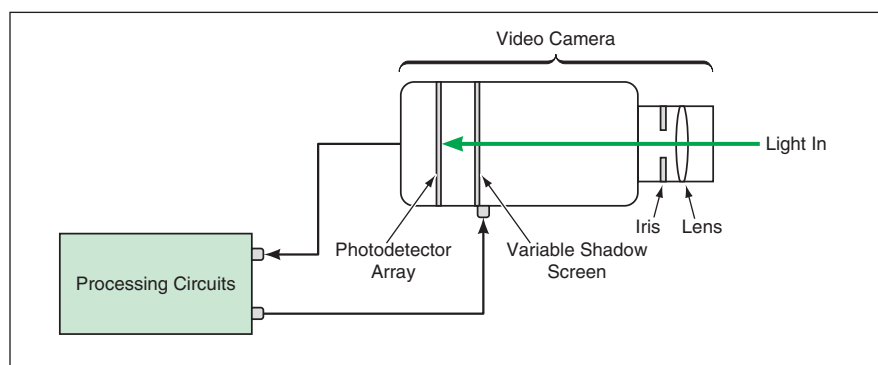 Video Camera
Light In
Iris
Lens
Photodetector
Array
Variable Shadow
Screen
Processing Circuits